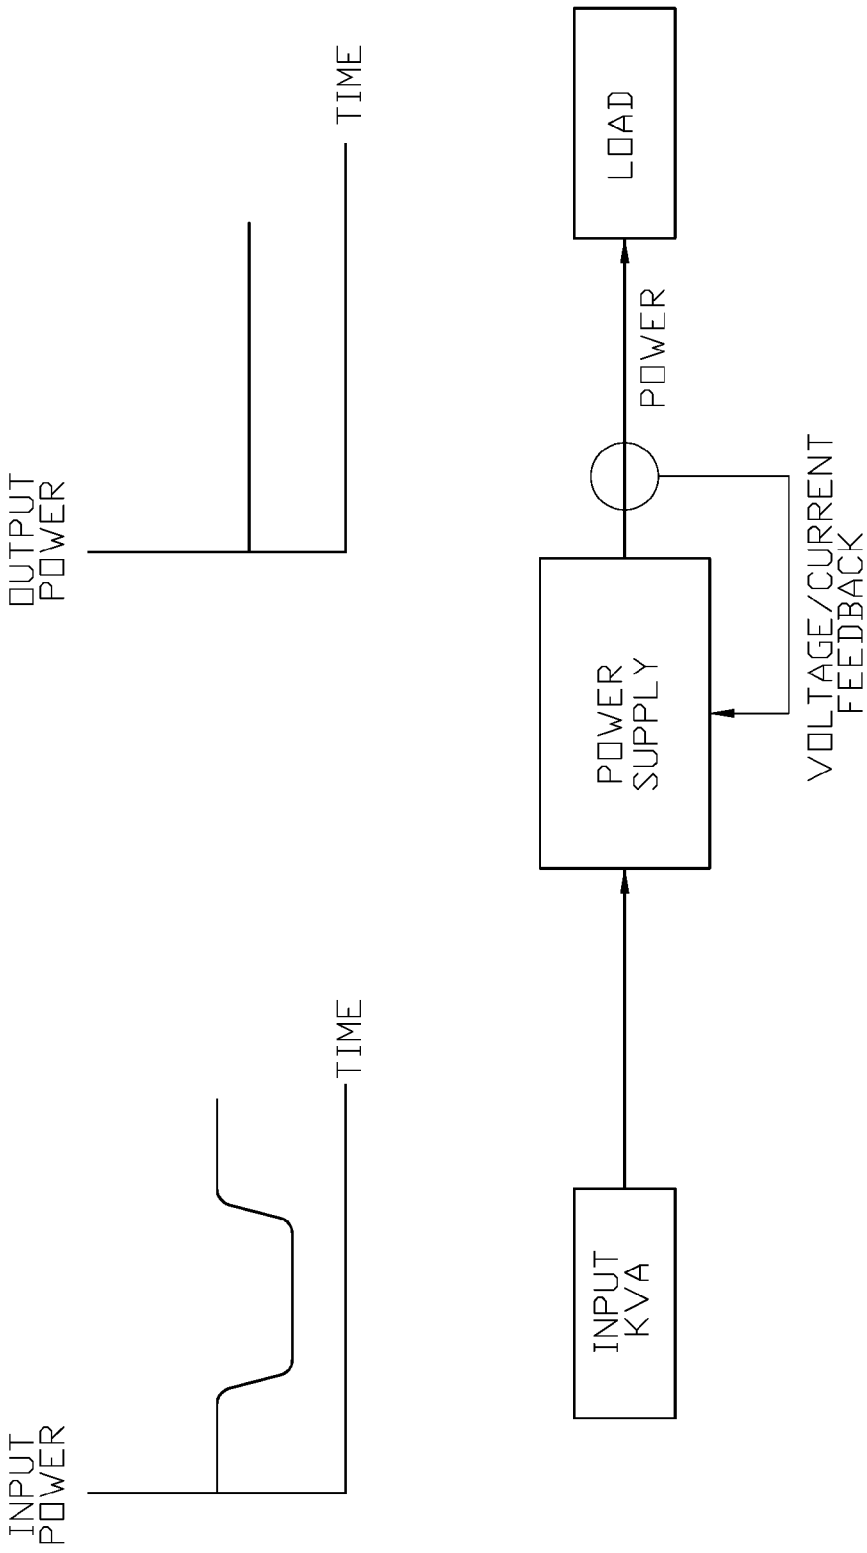 INPUT
POWER
TIME
OUTPUT
POWER
TIME
INPUT
KVA
POWER
SUPPLY
POWER
LOAD
VOLTAGE/CURRENT
FEEDBACK